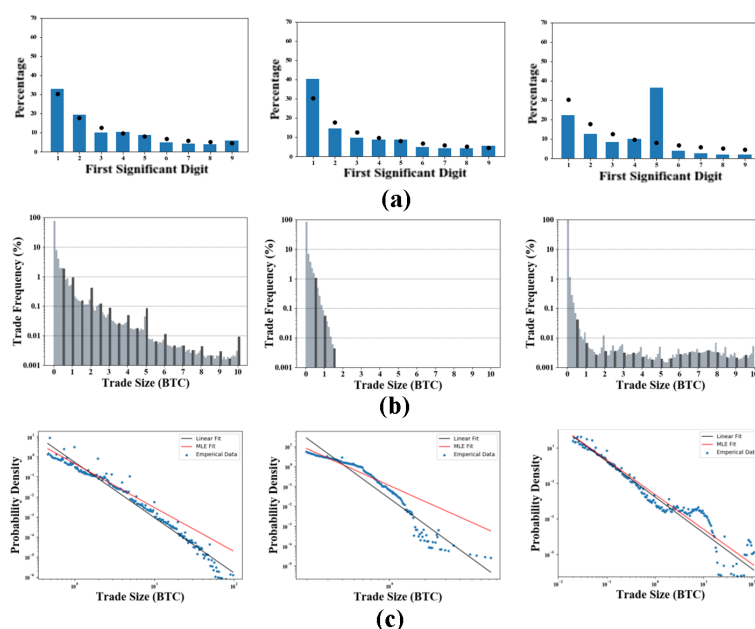 70
60
50
40
30
20
10
0
Percentage
1 2 3 4 5 6 7 8 9
First Significant Digit
70
60
50
40
30
20
10
0
Percentage
1 2 3 4 5 6 7 8 9
First Significant Digit
70
60
50
40
30
20
10
0
Percentage
1 2 3 4 5 6 7 8 9
First Significant Digit
(a)
100
10
1
0.1
0.01
0.001
Trade Frequency (%)
0 1 2 3 4 5 6 7 8 9 10
Trade Size (BTC)
100
10
1
0.1
0.01
0.001
Trade Frequency (%)
0 1 2 3 4 5 6 7 8 9 10
Trade Size (BTC)
100
10
1
0.1
0.01
0.001
Trade Frequency (%)
0 1 2 3 4 5 6 7 8 9 10
Trade Size (BTC)
(b)
Linear Fit
MLE Fit
Emperical Data
Probability Density
Trade Size (BTC)
Linear Fit
MLE Fit
Emperical Data
Probability Density
Trade Size (BTC)
Linear Fit
MLE Fit
Emperical Data
Probability Density
Trade Size (BTC)
(c)